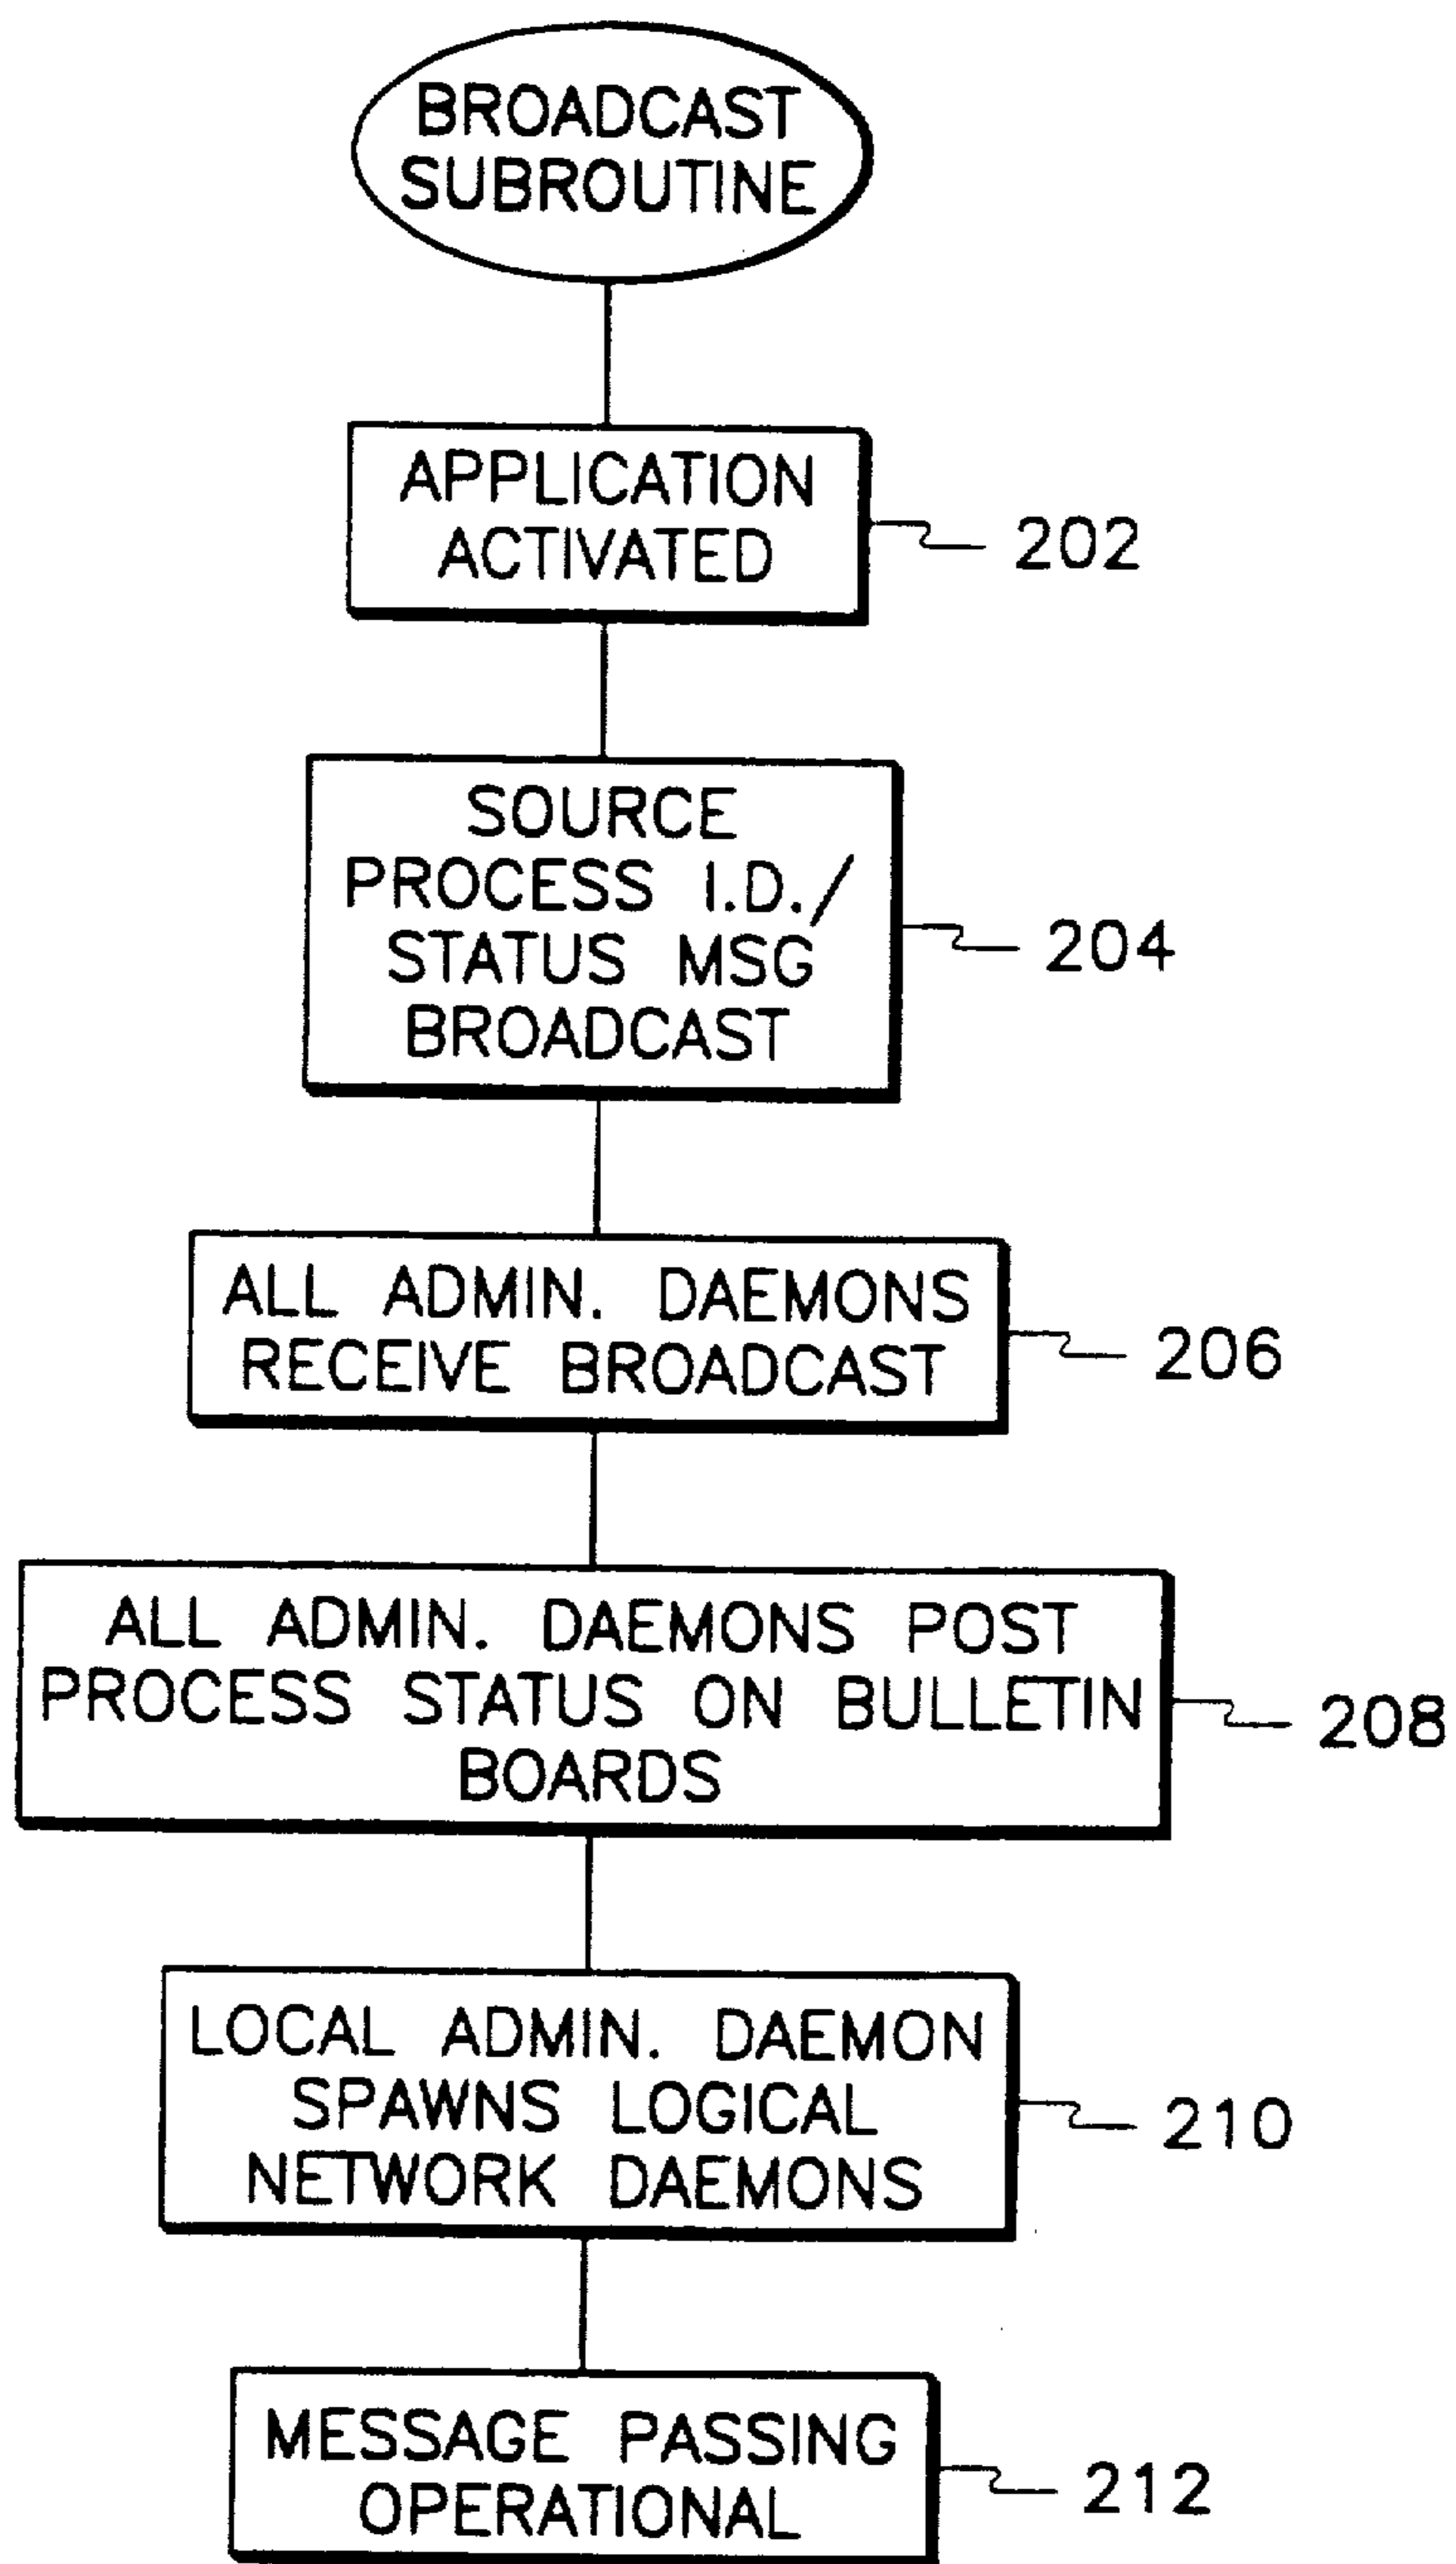 BROADCAST
SUBROUTINE
APPLICATION
ACTIVATED
202
SOURCE
PROCESS I.D./
STATUS MSG
BROADCAST
204
ALL ADMIN. DAEMONS
RECEIVE BROADCAST
206
ALL ADMIN. DAEMONS POST
PROCESS STATUS ON BULLETIN
BOARDS
208
LOCAL ADMIN. DAEMON
SPAWNS LOGICAL
NETWORK DAEMONS
210
MESSAGE PASSING
OPERATIONAL
212